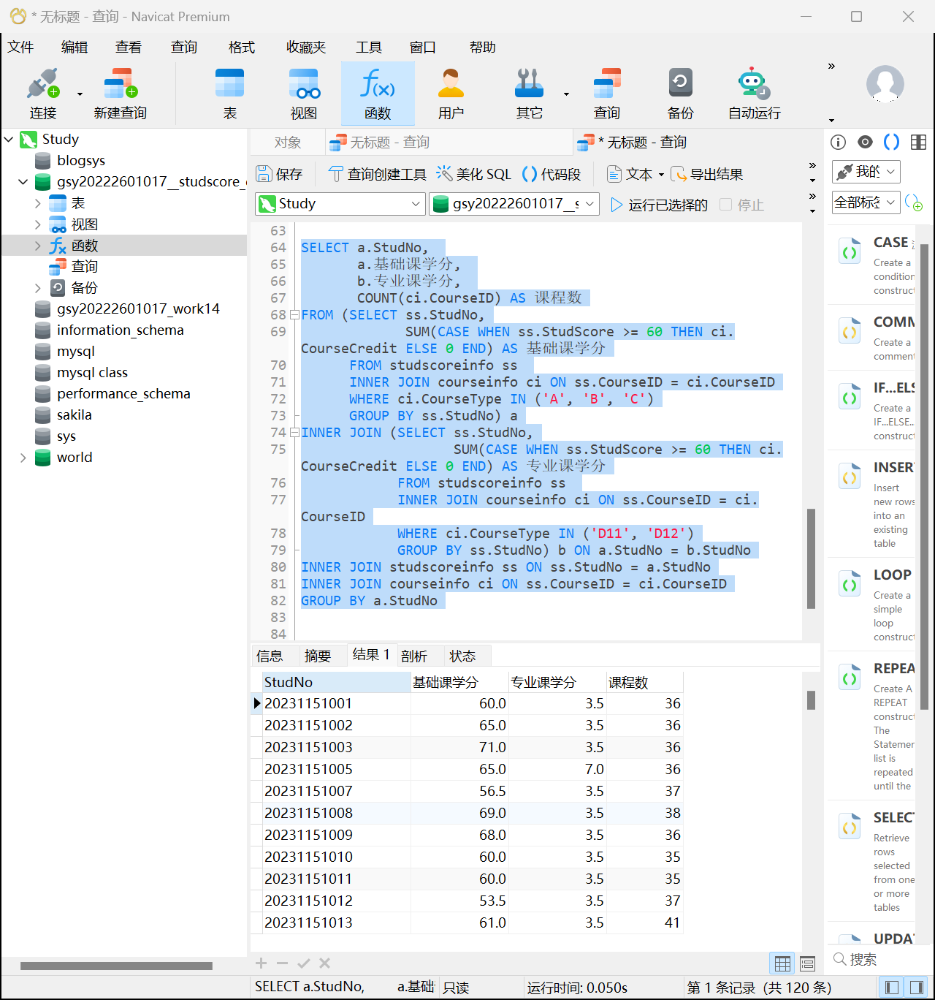 * 无标题 - 查询 - Navicat Premium
文件 编辑 查看 查询 格式 收藏夹 工具 窗口 帮助
连接 新建查询 表 视图 函数 用户 其它 查询 备份 自动运行
Study
blogsys
gsy20222601017__studscore_
表
视图
函数
查询
备份
gsy20222601017_work14
information_schema
mysql
mysql class
performance_schema
sakila
sys
world
对象 无标题 - 查询 * 无标题 - 查询
保存 查询创建工具 美化 SQL 代码段 文本 导出结果
Study gsy20222601017__s 运行已选择的 停止
63
64 SELECT a.StudNo,
65 a.基础课学分,
66 b.专业课学分,
67 COUNT(ci.CourseID) AS 课程数
68 FROM (SELECT ss.StudNo,
69 SUM(CASE WHEN ss.StudScore >= 60 THEN ci.
CourseCredit ELSE 0 END) AS 基础课学分
70 FROM studscoreinfo ss
71 INNER JOIN courseinfo ci ON ss.CourseID = ci.CourseID
72 WHERE ci.CourseType IN ('A', 'B', 'C')
73 GROUP BY ss.StudNo) a
74 INNER JOIN (SELECT ss.StudNo,
75 SUM(CASE WHEN ss.StudScore >= 60 THEN ci.
CourseCredit ELSE 0 END) AS 专业课学分
76 FROM studscoreinfo ss
77 INNER JOIN courseinfo ci ON ss.CourseID = ci.
CourseID
78 WHERE ci.CourseType IN ('D11', 'D12')
79 GROUP BY ss.StudNo) b ON a.StudNo = b.StudNo
80 INNER JOIN studscoreinfo ss ON ss.StudNo = a.StudNo
81 INNER JOIN courseinfo ci ON ss.CourseID = ci.CourseID
82 GROUP BY a.StudNo
83
84
信息 摘要 结果 1 剖析 状态
StudNo 基础课学分 专业课学分 课程数
20231151001 60.0 3.5 36
20231151002 65.0 3.5 36
20231151003 71.0 3.5 36
20231151005 65.0 7.0 36
20231151007 56.5 3.5 37
20231151008 69.0 3.5 38
20231151009 68.0 3.5 36
20231151010 60.0 3.5 35
20231151011 60.0 3.5 35
20231151012 53.5 3.5 37
20231151013 61.0 3.5 41
我的
全部标签
CASE
Create a
condition
construct
COMM
Create a
comment
IF...ELS
Create a
IF...ELSE...
construct
INSER
Insert
new rows
into an
existing
table
LOOP
Create a
simple
loop
construct
REPEA
Create A
REPEAT
construct
The
Statemer
list is
repeated
until the
SELEC
Retrieve
rows
selected
from one
or more
tables
UPDA
搜索
SELECT a.StudNo, a.基础 只读 运行时间: 0.050s 第 1 条记录 (共 120 条)